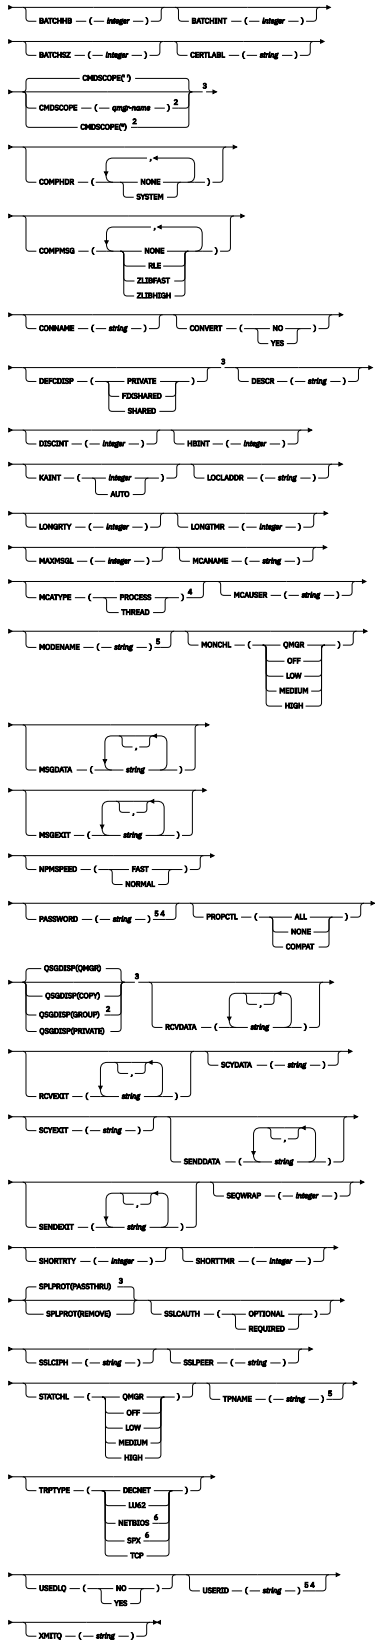 BATCHHB — ( — integer — ) BATCHINT — ( — integer — )
BATCHSZ — ( — integer — ) CERTLABL — ( — string — )
CMDSCOPE(' ') 3
CMDSCOPE — ( — qmgr-name — ) 2
CMDSCOPE(*) 2
,
COMPHDR — ( NONE )
SYSTEM
,
COMPMSG — ( NONE )
RLE
ZLIBFAST
ZLIBHIGH
CONNAME — ( — string — ) CONVERT — ( NO )
YES
3
DEFCDISP — ( PRIVATE ) DESCR — ( — string — )
FIXSHARED
SHARED
DISCINT — ( — integer — ) HBINT — ( — integer — )
KAINT — ( integer ) LOCLADDR — ( — string — )
AUTO
LONGRTY — ( — integer — ) LONGTMR — ( — integer — )
MAXMSGL — ( — integer — ) MCANAME — ( — string — )
MCATYPE — ( PROCESS ) 4 MCAUSER — ( — string — )
THREAD
MODENAME — ( — string — ) 5 MONCHL — ( QMGR )
OFF
LOW
MEDIUM
HIGH
,
MSGDATA — ( string )
,
MSGEXIT — ( string )
NPMSPEED — ( FAST )
NORMAL
PASSWORD — ( — string — ) 5 4 PROPCTL — ( ALL )
NONE
COMPAT
QSGDISP(QMGR) 3
QSGDISP(COPY) ,
QSGDISP(GROUP) 2 RCVDATA — ( string )
QSGDISP(PRIVATE)
,
RCVEXIT — ( string ) SCYDATA — ( — string — )
SCYEXIT — ( — string — ) ,
SENDDATA — ( string )
,
SENDEXIT — ( string ) SEQWRAP — ( — integer — )
SHORTRTY — ( — integer — ) SHORTTMR — ( — integer — )
SPLPROT(PASSTHRU) 3
SPLPROT(REMOVE) SSLCAUTH — ( OPTIONAL )
REQUIRED
SSLCIPH — ( — string — ) SSLPEER — ( — string — )
STATCHL — ( QMGR ) TPNAME — ( — string — ) 5
OFF
LOW
MEDIUM
HIGH
TRPTYPE — ( DECNET )
LU62
NETBIOS 6
SPX 6
TCP
USEDLQ — ( NO ) USERID — ( — string — ) 5 4
YES
XMITQ — ( — string — )